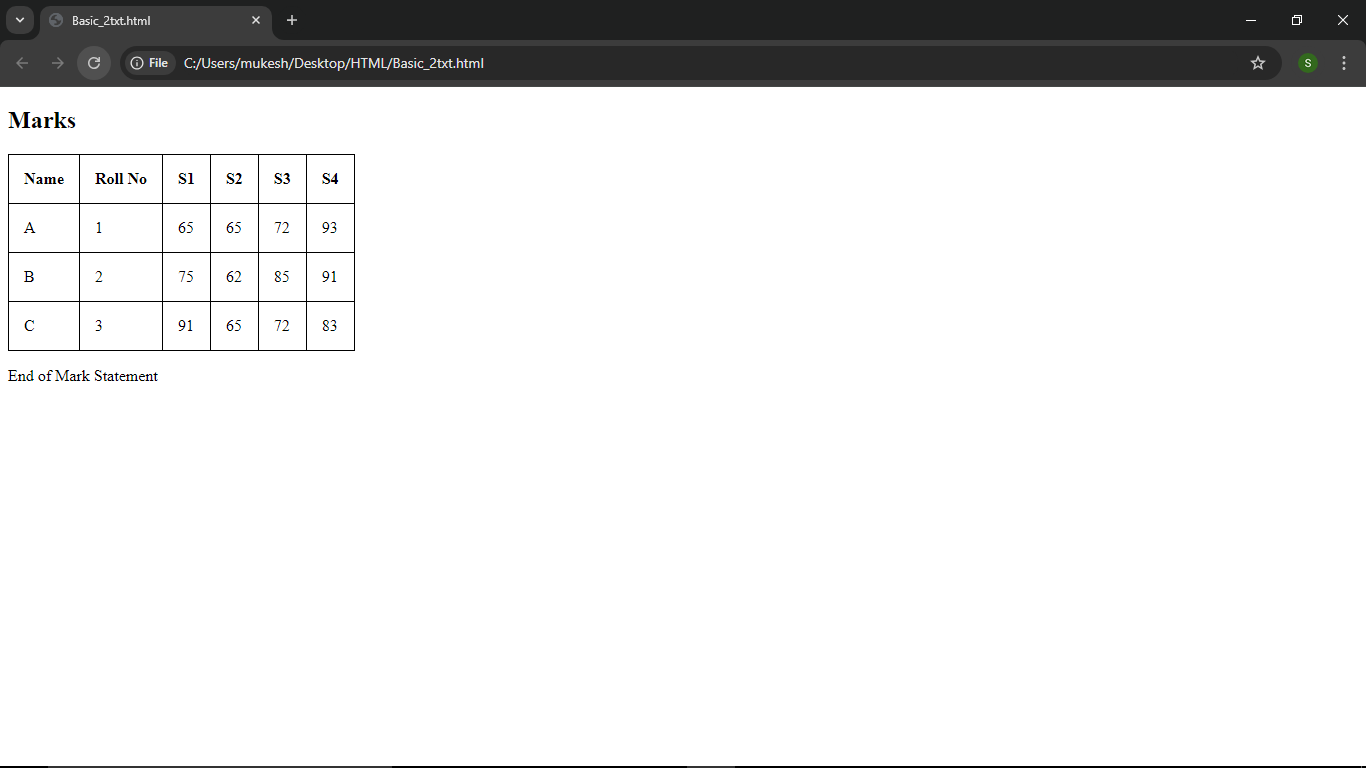 Basic_2txt.html
File C:/Users/mukesh/Desktop/HTML/Basic_2txt.html S
Marks
Name Roll No S1 S2 S3 S4
A 1 65 65 72 93
B 2 75 62 85 91
C 3 91 65 72 83
End of Mark Statement